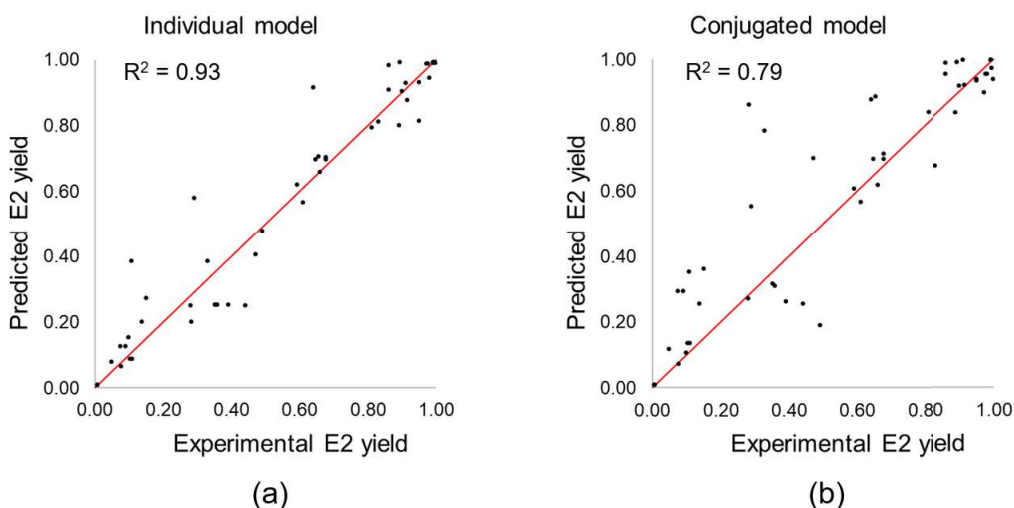 Individual model
R² = 0.93
Predicted E2 yield
1.00
0.80
0.60
0.40
0.20
0.00
0.00 0.20 0.40 0.60 0.80 1.00
Experimental E2 yield
(a)
Conjugated model
R² = 0.79
Predicted E2 yield
1.00
0.80
0.60
0.40
0.20
0.00
0.00 0.20 0.40 0.60 0.80 1.00
Experimental E2 yield
(b)